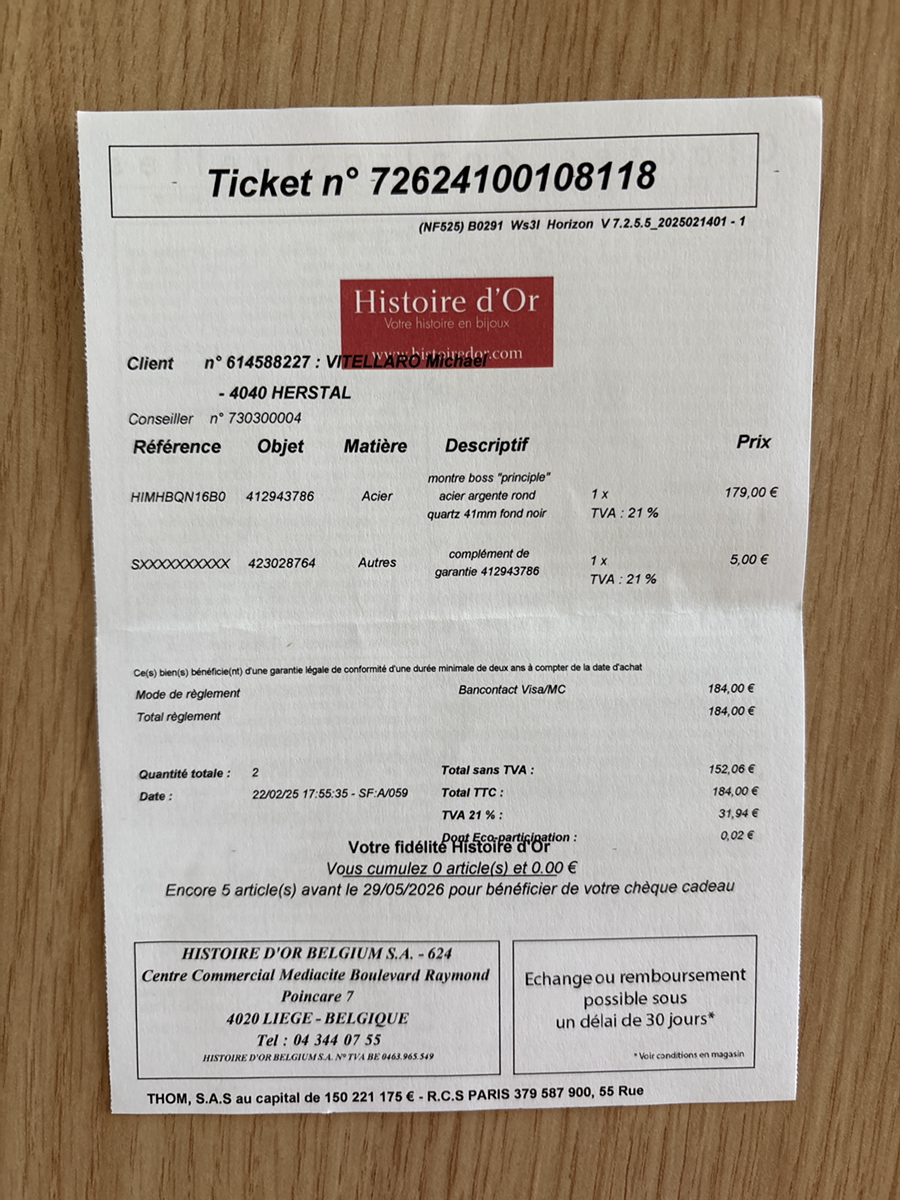 Ticket n° 72624100108118
(NF525) B0291 Ws3l Horizon V 7.2.5.5_2025021401 - 1
Histoire d'Or
Votre histoire en bijoux
www.histoiredor.com
Client n° 614588227 : VITELLARO Michael
- 4040 HERSTAL
Conseiller n° 730300004
Référence Objet Matière Descriptif Prix
montre boss "principle"
HIMHBQN16B0 412943786 Acier acier argente rond 1 x 179,00 €
quartz 41mm fond noir TVA : 21 %
complément de
SXXXXXXXXXX 423028764 Autres garantie 412943786 1 x 5,00 €
TVA : 21 %
Ce(s) bien(s) bénéficie(nt) d'une garantie légale de conformité d'une durée minimale de deux ans à compter de la date d'achat
Mode de règlement Bancontact Visa/MC 184,00 €
Total règlement 184,00 €
Quantité totale : 2 Total sans TVA : 152,06 €
Date : 22/02/25 17:55:35 - SF:A/059 Total TTC : 184,00 €
TVA 21 % : 31,94 €
Dont Eco-participation : 0,02 €
Votre fidélité Histoire d'Or
Vous cumulez 0 article(s) et 0.00 €
Encore 5 article(s) avant le 29/05/2026 pour bénéficier de votre chèque cadeau
HISTOIRE D'OR BELGIUM S.A. - 624
Centre Commercial Mediacite Boulevard Raymond
Poincare 7
4020 LIEGE - BELGIQUE
Tel : 04 344 07 55
HISTOIRE D'OR BELGIUM S.A. N° TVA BE 0463.965.549
Echange ou remboursement
possible sous
un délai de 30 jours*
* Voir conditions en magasin
THOM, S.A.S au capital de 150 221 175 € - R.C.S PARIS 379 587 900, 55 Rue